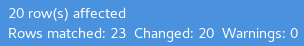 20 row(s) affected
Rows matched: 23  Changed: 20  Warnings: 0